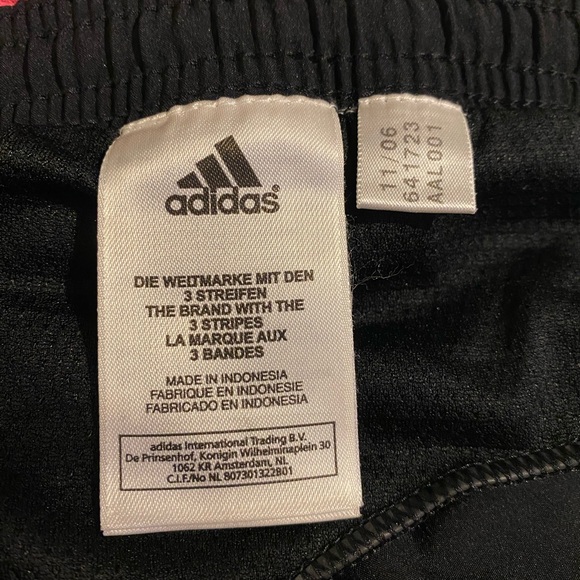 adidas®
DIE WELTMARKE MIT DEN
3 STREIFEN
THE BRAND WITH THE
3 STRIPES
LA MARQUE AUX
3 BANDES
MADE IN INDONESIA
FABRIQUE EN INDONESIE
FABRICADO EN INDONESIA
adidas International Trading B.V.
De Prinsenhof, Konigin Wilhelminaplein 30
1062 KR Amsterdam, NL
C.I.F./No NL 807301322B01
11/06
641723
AAL001